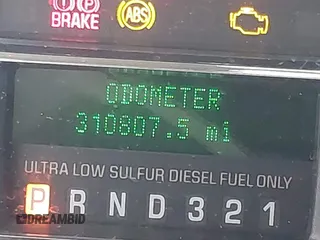 BRAKE ABS
ODOMETER
310807.5 mi
ULTRA LOW SULFUR DIESEL FUEL ONLY
P R N D 3 2 1
DREAMBID